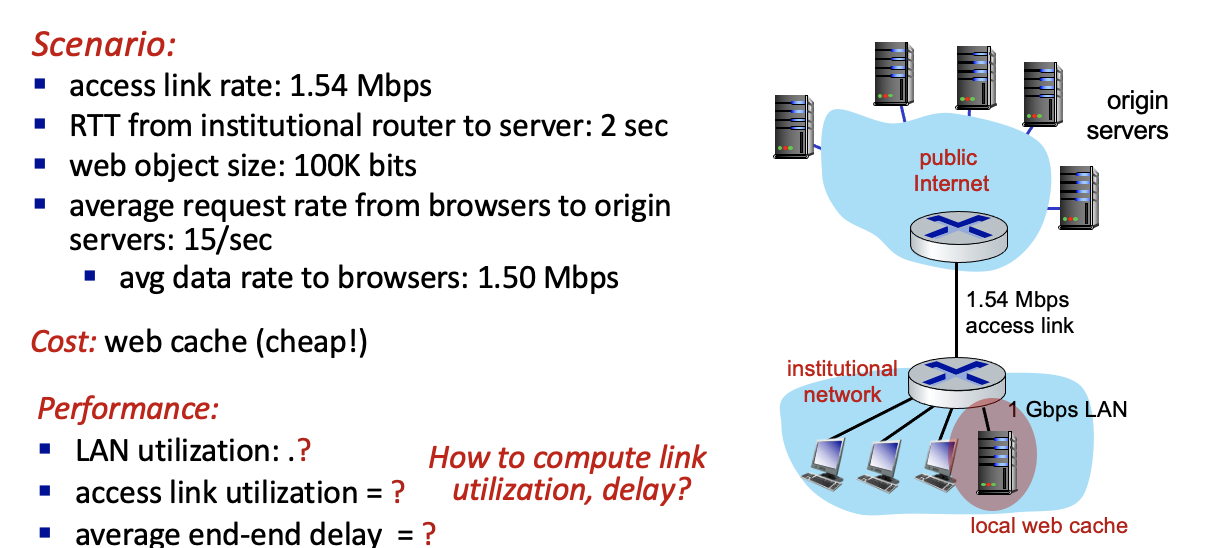 Scenario:
▪ access link rate: 1.54 Mbps
▪ RTT from institutional router to server: 2 sec
▪ web object size: 100K bits
▪ average request rate from browsers to origin
servers: 15/sec
▪ avg data rate to browsers: 1.50 Mbps
Cost: web cache (cheap!)
Performance:
▪ LAN utilization: .?
▪ access link utilization = ?
▪ average end-end delay = ?
How to compute link
utilization, delay?
origin
servers
public
Internet
1.54 Mbps
access link
institutional
network
1 Gbps LAN
local web cache